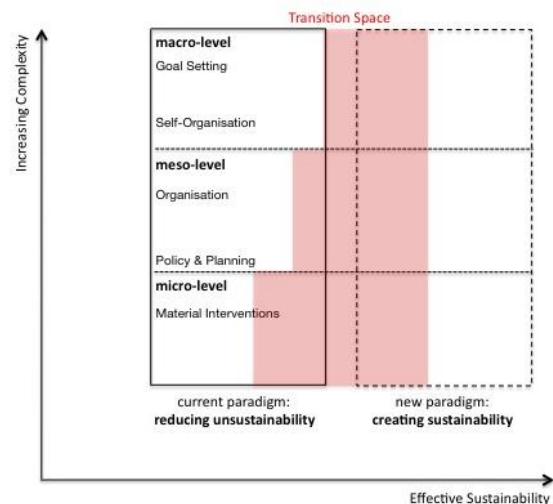 Transition Space
Increasing Complexity
macro-level
Goal Setting
Self-Organisation
meso-level
Organisation
Policy & Planning
micro-level
Material Interventions
current paradigm:
reducing unsustainability
new paradigm:
creating sustainability
Effective Sustainability